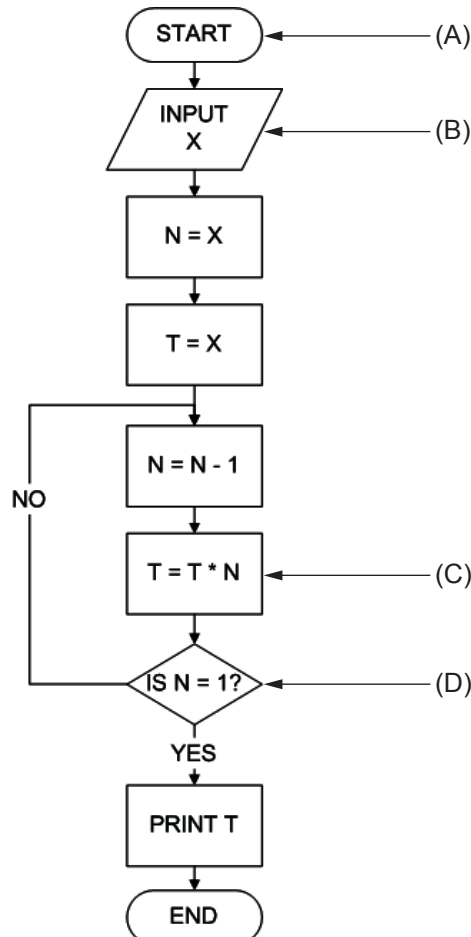 START
(A)
INPUT
X
(B)
N = X
T = X
N = N - 1
NO
T = T * N
(C)
IS N = 1?
(D)
YES
PRINT T
END